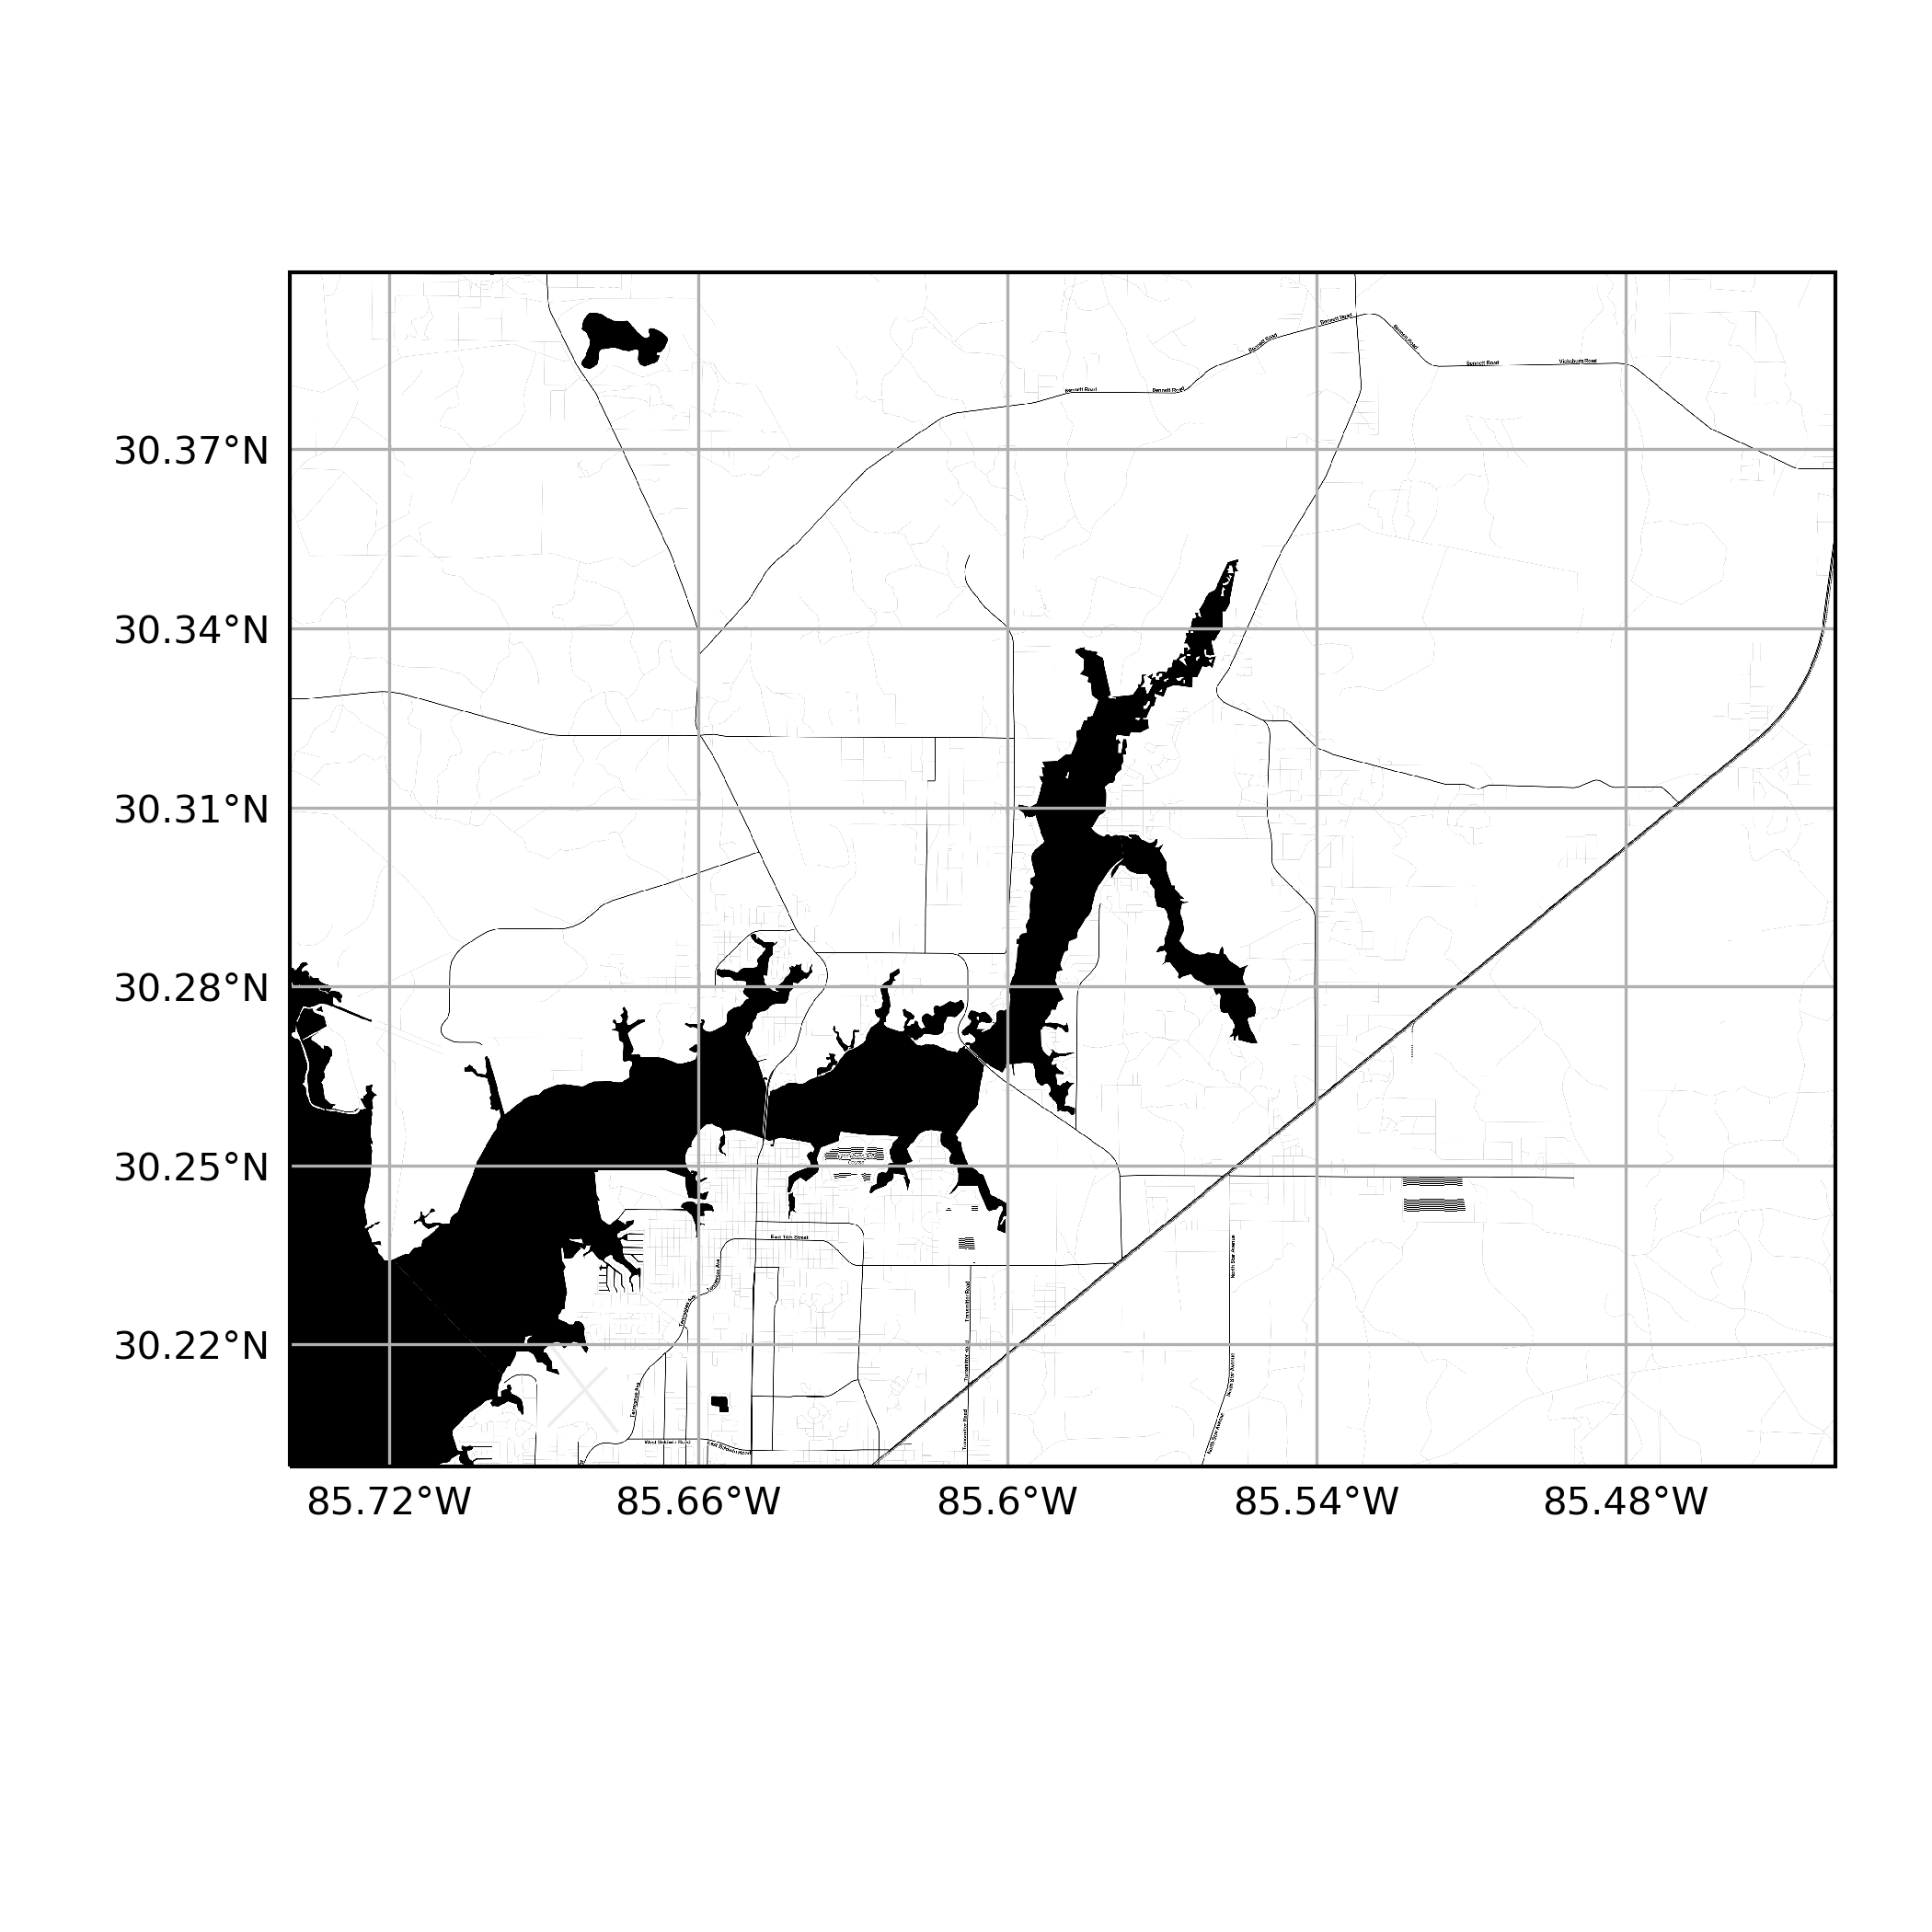 Bennett Road
Bennett Road
Bennett Road
Bennett Road
Bennett Road
Bennett Road
Vicksburg Road
30.37°N
30.34°N
30.31°N
30.28°N
30.25°N
30.22°N
East 14th Street
North Star Avenue
Transmitter Road
North Star Avenue
Transmitter Road
North Star Avenue
Transmitter Road
85.72°W
85.66°W
85.6°W
85.54°W
85.48°W